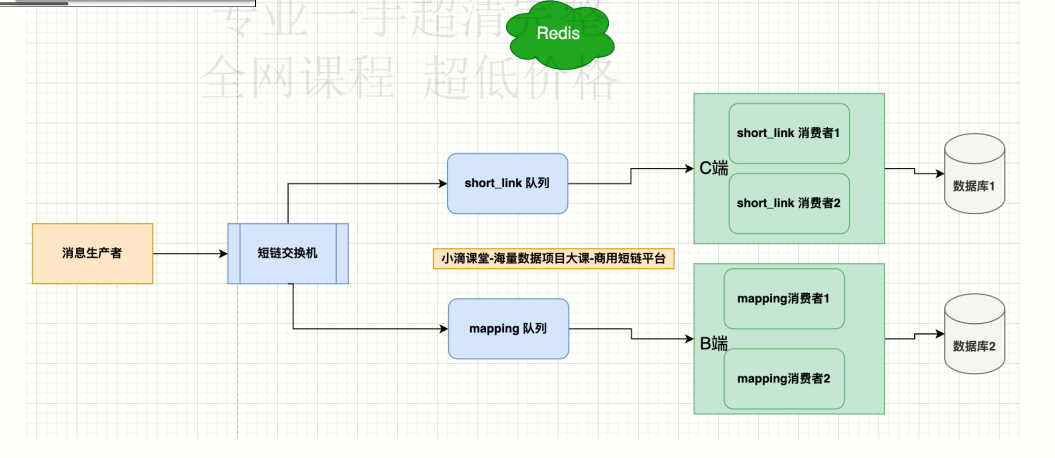 专业一手超清完整
全网课程 超低价格
Redis
short_link 消费者1
short_link 队列
C端
数据库1
short_link 消费者2
消息生产者
短链交换机
小滴课堂-海量数据项目大课-商用短链平台
mapping消费者1
mapping 队列
B端
数据库2
mapping消费者2